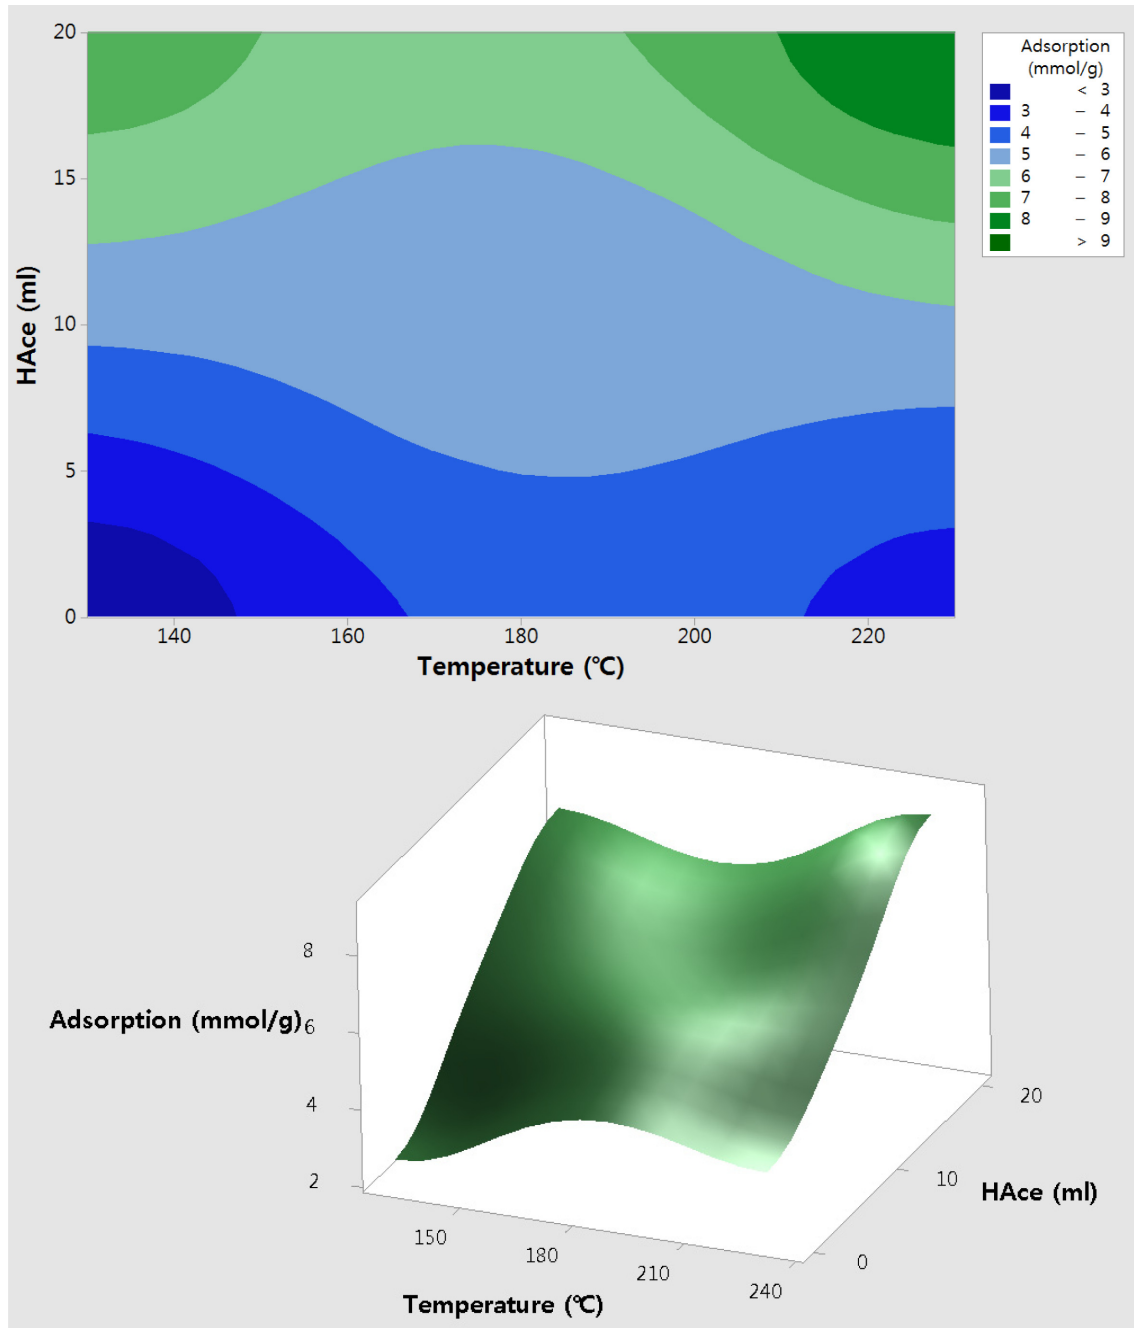 20
15
10
5
0
HAce (ml)
140 160 180 200 220
Temperature (℃)
Adsorption
(mmol/g)
< 3
3 – 4
4 – 5
5 – 6
6 – 7
7 – 8
8 – 9
> 9
8
6
4
2
Adsorption (mmol/g)
150
180
210
240
Temperature (℃)
20
10
0
HAce (ml)